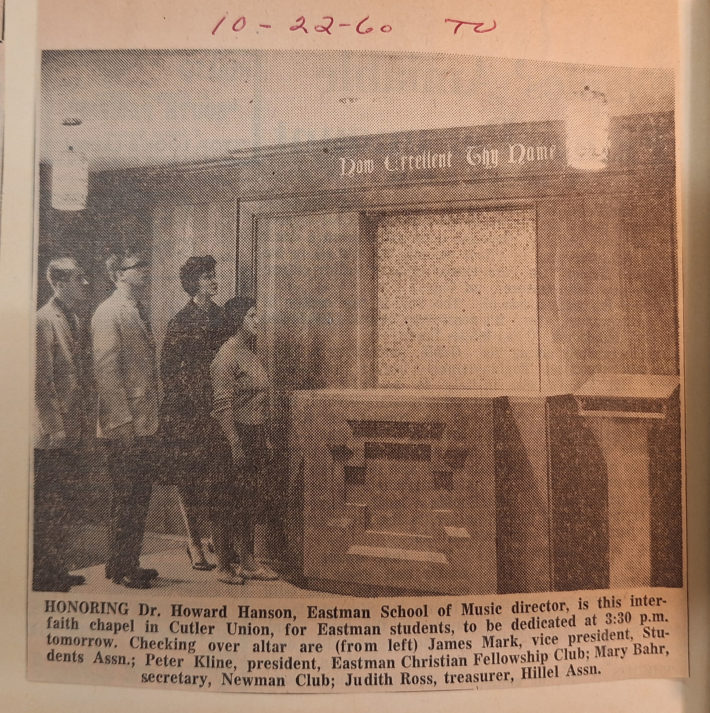 10-22-60 TU
How Excellent Thy Name
HONORING Dr. Howard Hanson, Eastman School of Music director, is this inter-
faith chapel in Cutler Union, for Eastman students, to be dedicated at 3:30 p.m.
tomorrow. Checking over altar are (from left) James Mark, vice president, Stu-
dents Assn.; Peter Kline, president, Eastman Christian Fellowship Club; Mary Bahr,
secretary, Newman Club; Judith Ross, treasurer, Hillel Assn.